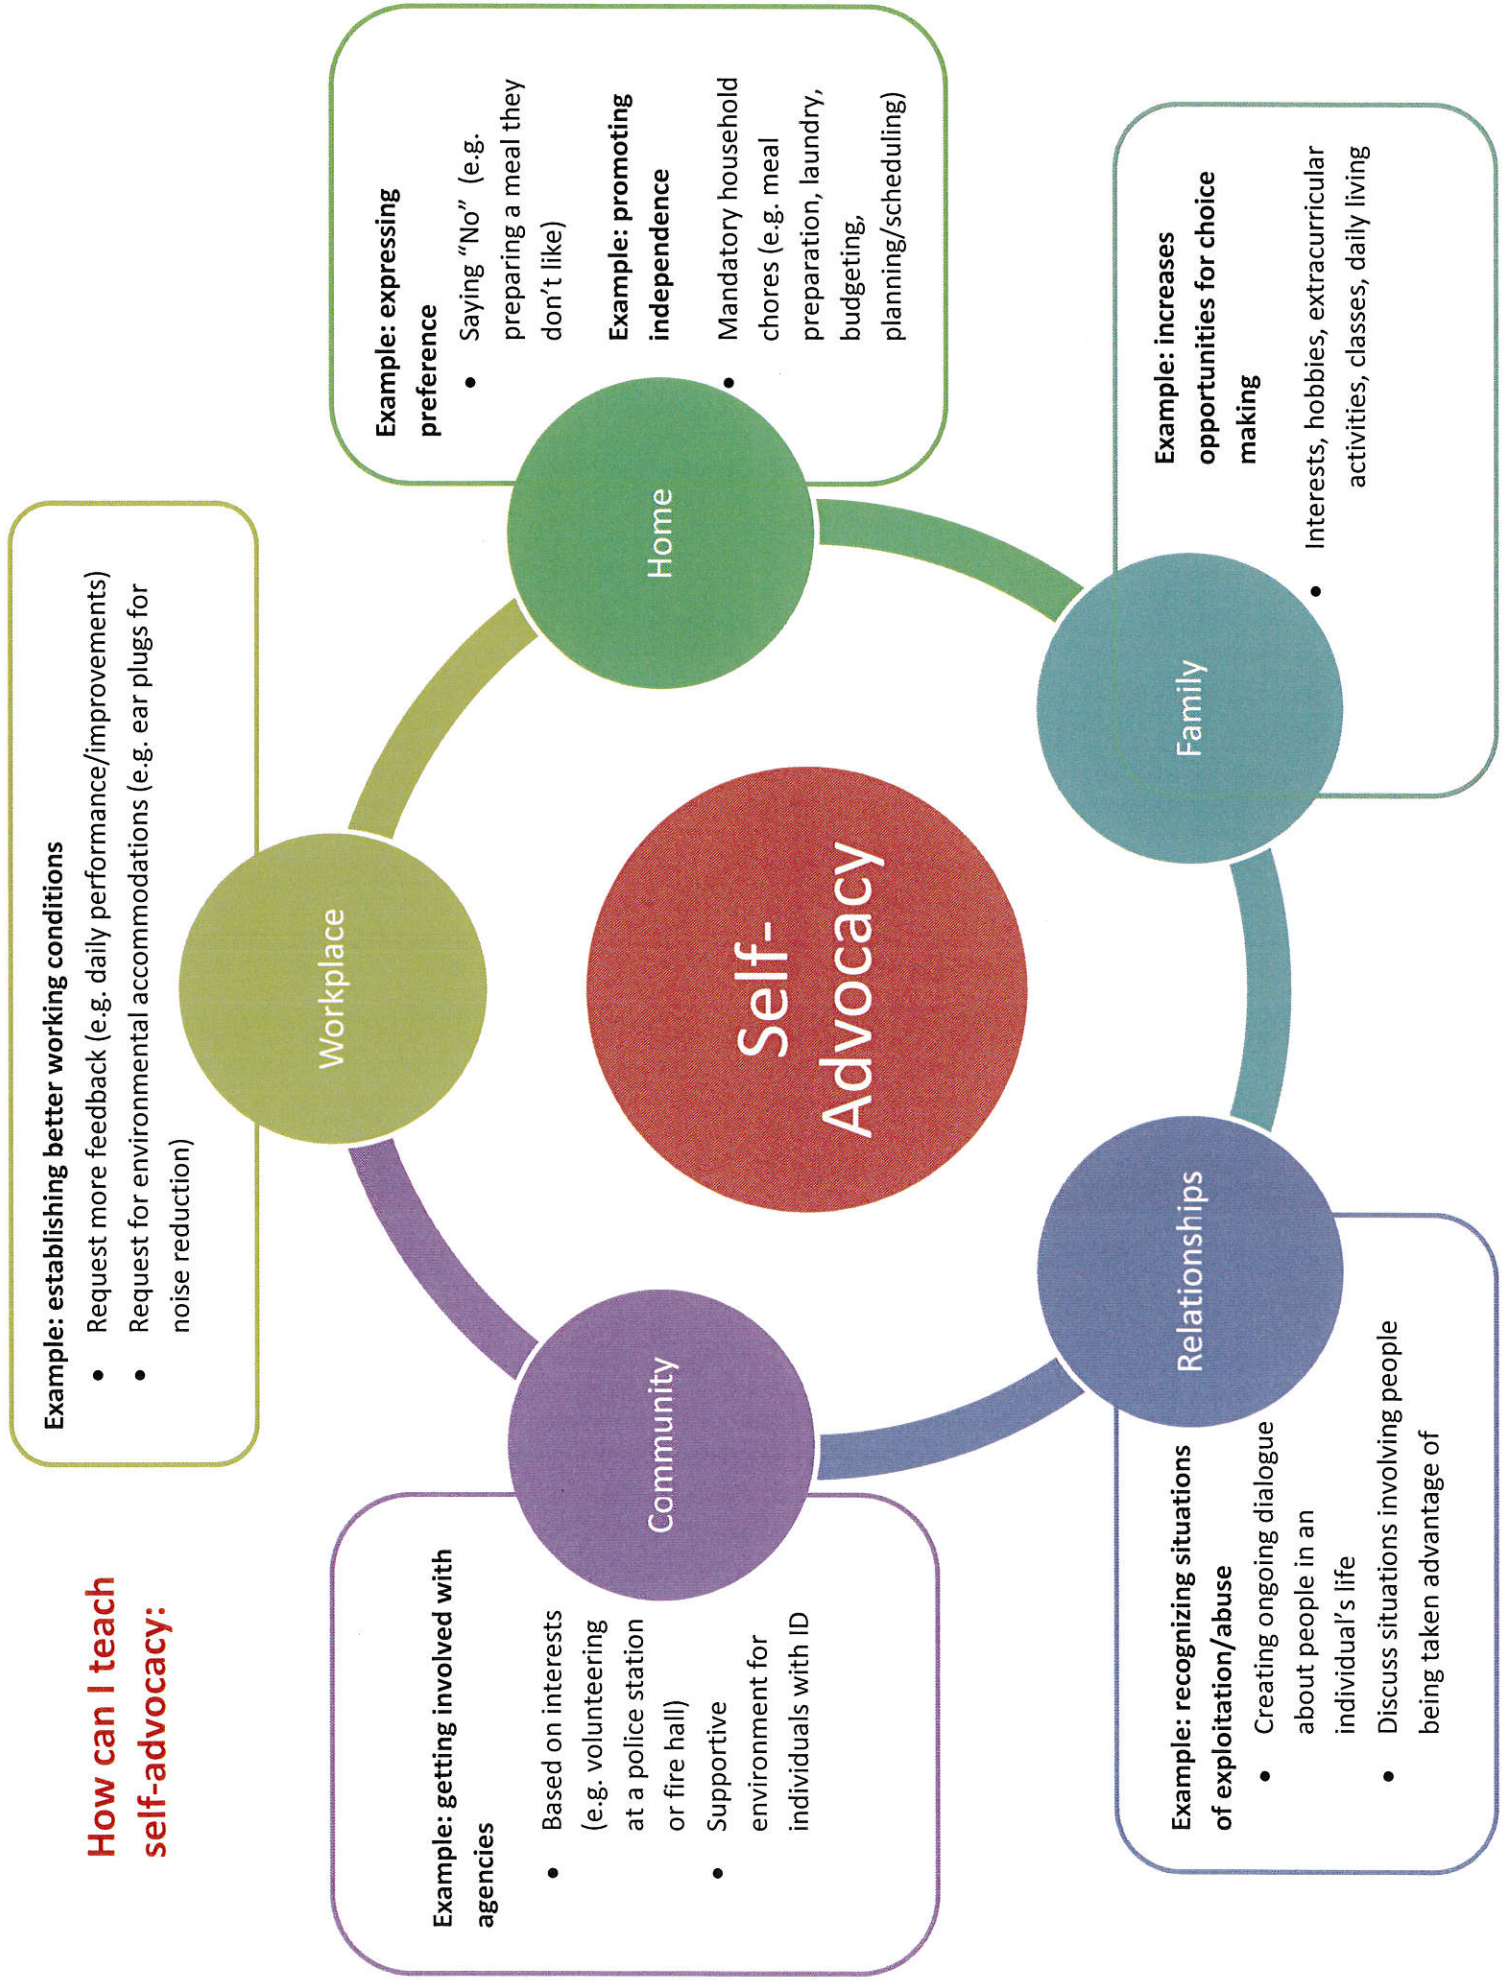 How can I teach
self-advocacy:
Example: establishing better working conditions
• Request more feedback (e.g. daily performance/improvements)
• Request for environmental accommodations (e.g. ear plugs for
noise reduction)
Workplace
Example: expressing
preference
• Saying “No” (e.g.
preparing a meal they
don’t like)
Example: promoting
independence
• Mandatory household
chores (e.g. meal
preparation, laundry,
budgeting,
planning/scheduling)
Home
Example: increases
opportunities for choice
making
• Interests, hobbies, extracurricular
activities, classes, daily living
Family
Example: recognizing situations
of exploitation/abuse
• Creating ongoing dialogue
about people in an
individual’s life
• Discuss situations involving people
being taken advantage of
Relationships
Example: getting involved with
agencies
• Based on interests
(e.g. volunteering
at a police station
or fire hall)
• Supportive
environment for
individuals with ID
Community
Self-
Advocacy